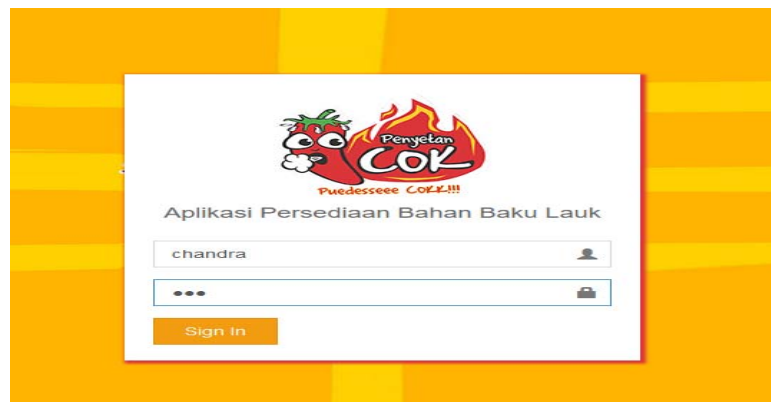 Penyetan
COK
Puedesseee COKK!!!
Aplikasi Persediaan Bahan Baku Lauk
chandra
•••
Sign In